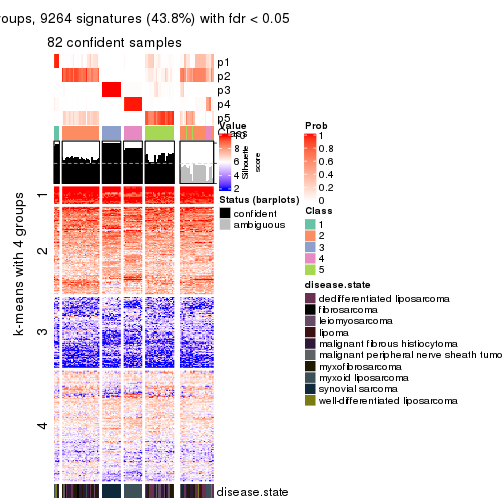 oups, 9264 signatures (43.8%) with fdr < 0.05
82 confident samples
p1
p2
p3
p4
p5
Class
Value
10
8
6
4
2
Silhouette
score
Status (barplots)
confident
ambiguous
Prob
1
0.8
0.6
0.4
0.2
0
Class
1
2
3
4
5
disease.state
dedifferentiated liposarcoma
fibrosarcoma
leiomyosarcoma
lipoma
malignant fibrous histiocytoma
malignant peripheral nerve sheath tumo
myxofibrosarcoma
myxoid liposarcoma
synovial sarcoma
well-differentiated liposarcoma
k-means with 4 groups
1
2
3
4
disease.state